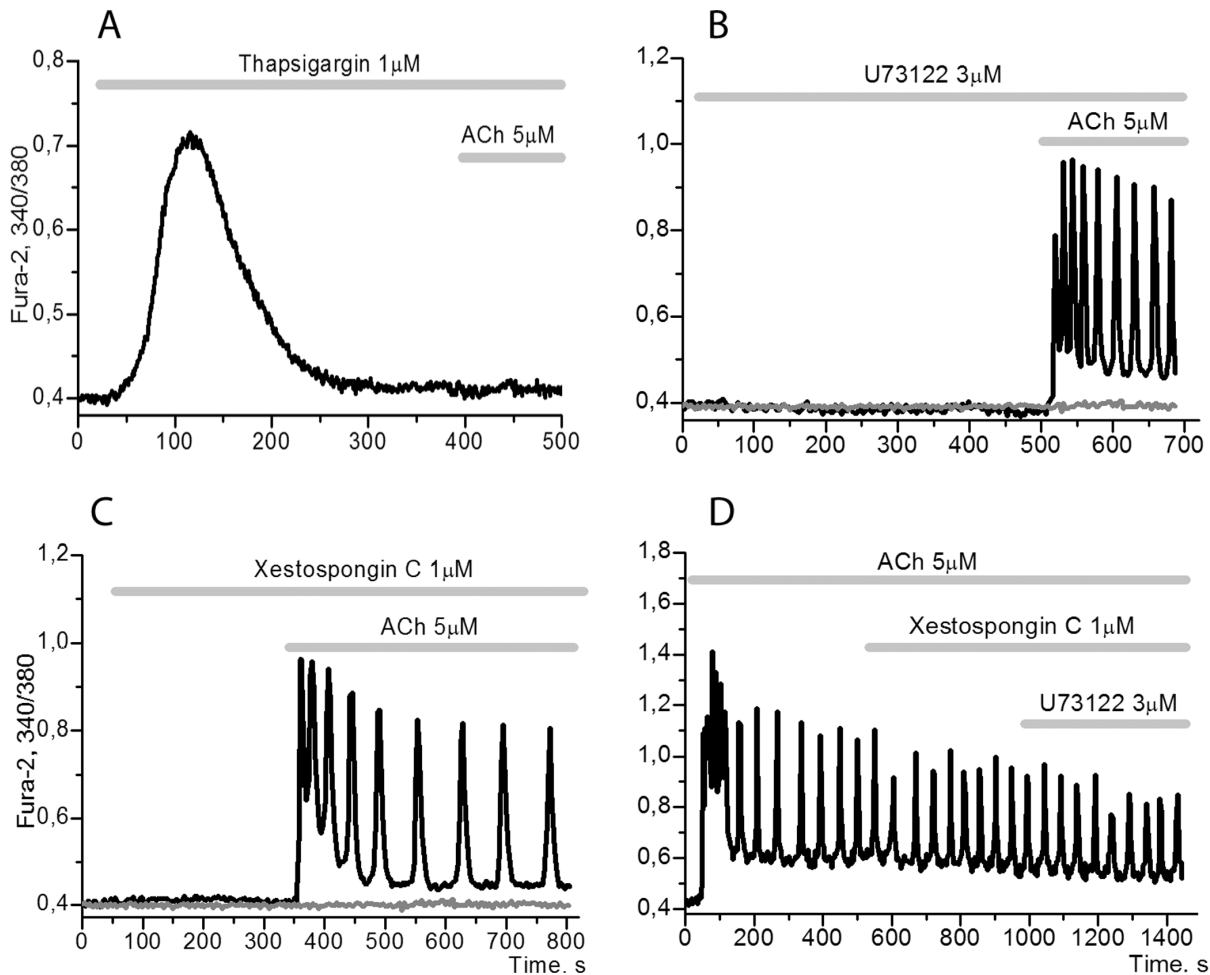 A
Thapsigargin 1μM
ACh 5μM
Fura-2, 340/380
0,8
0,7
0,6
0,5
0,4
0 100 200 300 400 500
B
U73122 3μM
ACh 5μM
1,2
1,0
0,8
0,6
0,4
0 100 200 300 400 500 600 700
C
Xestospongin C 1μM
ACh 5μM
Fura-2, 340/380
1,2
1,0
0,8
0,6
0,4
0 100 200 300 400 500 600 700 800
Time. s
D
ACh 5μM
Xestospongin C 1μM
U73122 3μM
1,8
1,6
1,4
1,2
1,0
0,8
0,6
0,4
0 200 400 600 800 1000 1200 1400
Time. s